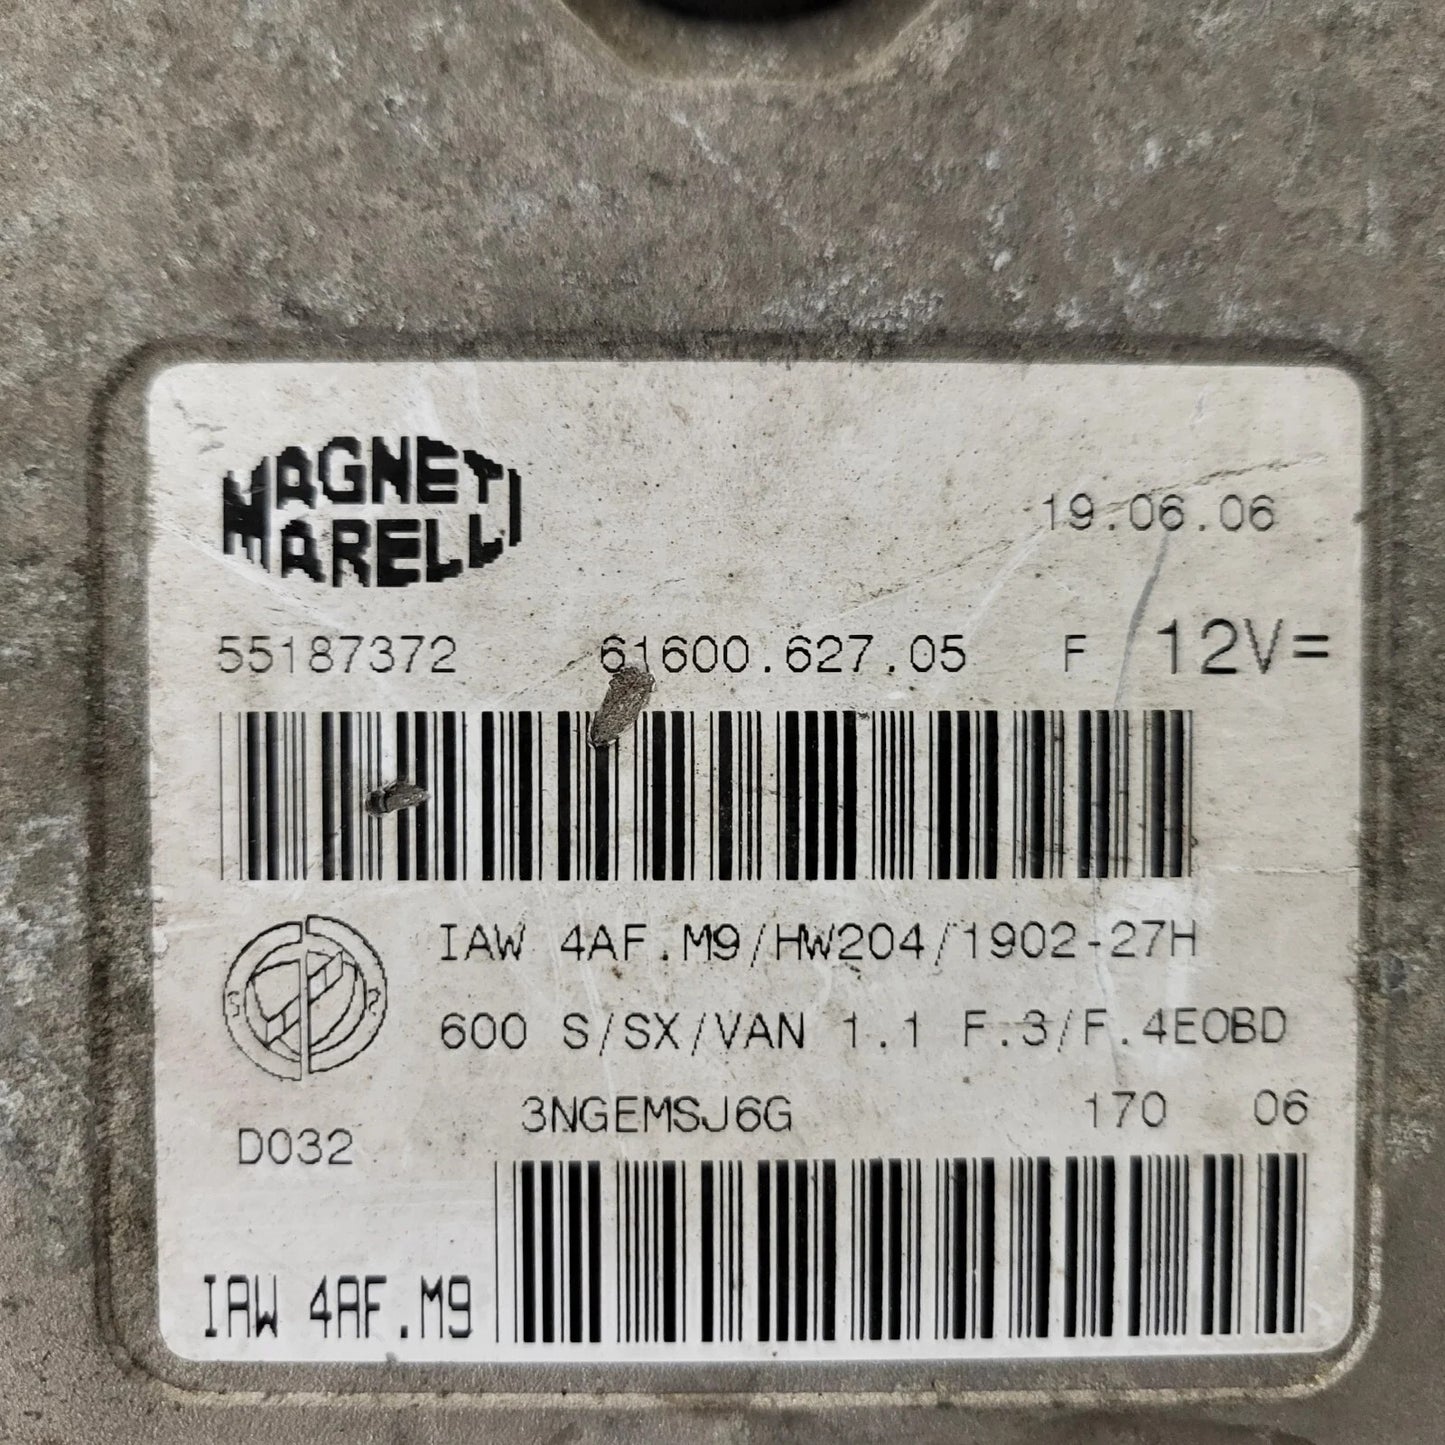 MAGNETI
MARELLI
19.06.06
55187372 61600.627.05 F 12V=
IAW 4AF.M9/HW204/1902-27H
600 S/SX/VAN 1.1 F.3/F.4EOBD
3NGEMSJ6G 170 06
D032
IAW 4AF.M9